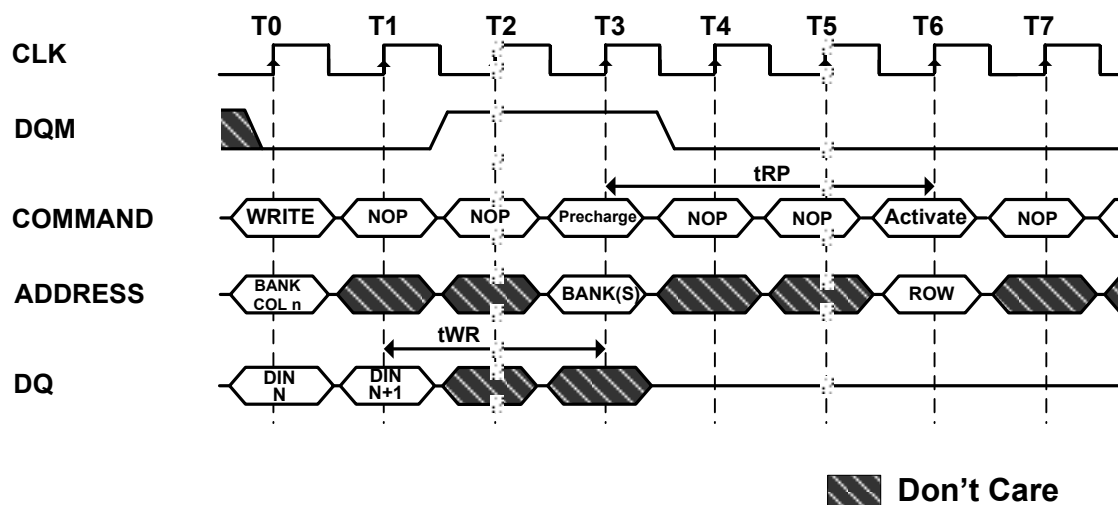 T0 T1 T2 T3 T4 T5 T6 T7
CLK
DQM
tRP
COMMAND WRITE NOP NOP Precharge NOP NOP Activate NOP
ADDRESS BANK COL n BANK(S) ROW
tWR
DQ DIN N DIN N+1
Don't Care